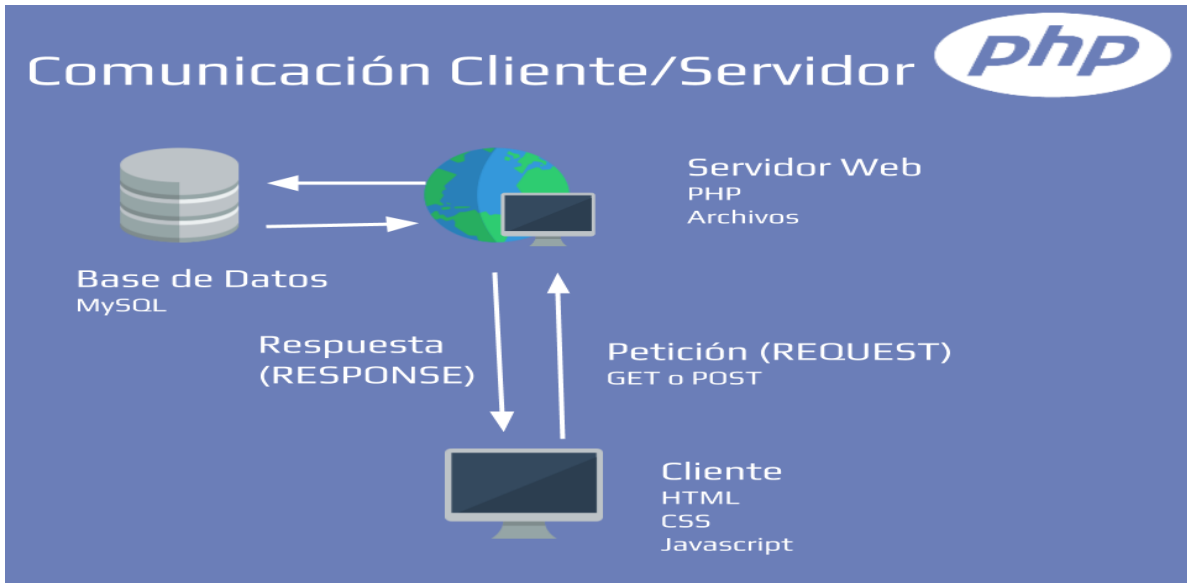 Comunicación Cliente/Servidor
php
Servidor Web
PHP
Archivos
Base de Datos
MySQL
Respuesta
(RESPONSE)
Petición (REQUEST)
GET o POST
Cliente
HTML
CSS
Javascript